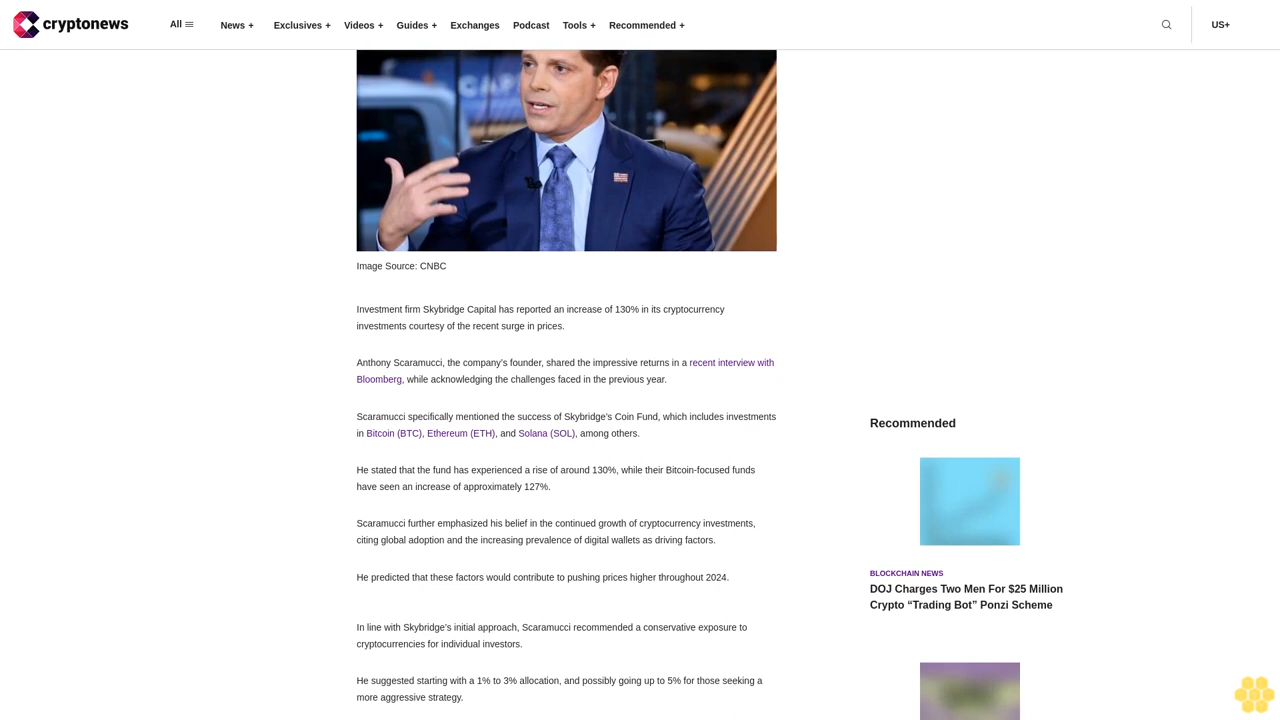 cryptonews
All
News +
Exclusives +
Videos +
Guides +
Exchanges
Podcast
Tools +
Recommended +
US+
Image Source: CNBC
Investment firm Skybridge Capital has reported an increase of 130% in its cryptocurrency
investments courtesy of the recent surge in prices.
Anthony Scaramucci, the company’s founder, shared the impressive returns in a recent interview with
Bloomberg, while acknowledging the challenges faced in the previous year.
Scaramucci specifically mentioned the success of Skybridge’s Coin Fund, which includes investments
in Bitcoin (BTC), Ethereum (ETH), and Solana (SOL), among others.
He stated that the fund has experienced a rise of around 130%, while their Bitcoin-focused funds
have seen an increase of approximately 127%.
Scaramucci further emphasized his belief in the continued growth of cryptocurrency investments,
citing global adoption and the increasing prevalence of digital wallets as driving factors.
He predicted that these factors would contribute to pushing prices higher throughout 2024.
In line with Skybridge’s initial approach, Scaramucci recommended a conservative exposure to
cryptocurrencies for individual investors.
He suggested starting with a 1% to 3% allocation, and possibly going up to 5% for those seeking a
more aggressive strategy.
Recommended
BLOCKCHAIN NEWS
DOJ Charges Two Men For $25 Million
Crypto “Trading Bot” Ponzi Scheme